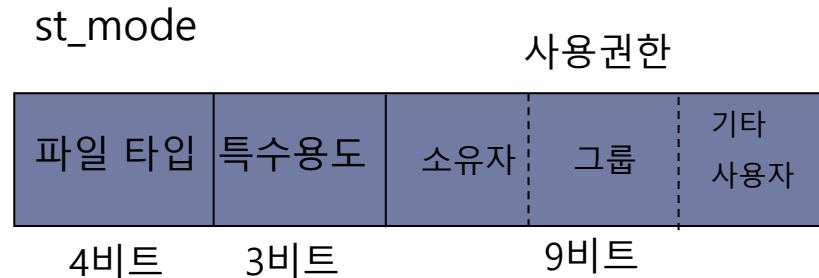 st_mode
사용권한
파일 타입
특수용도
소유자
그룹
기타
사용자
4비트
3비트
9비트